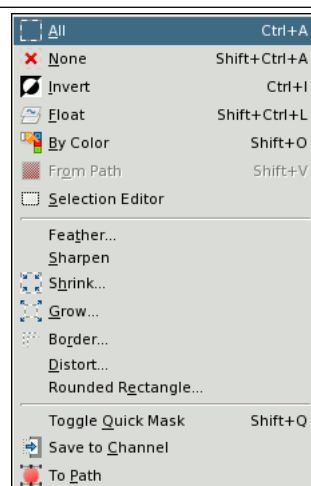 All Ctrl+A
None Shift+Ctrl+A
Invert Ctrl+I
Float Shift+Ctrl+L
By Color Shift+O
From Path Shift+V
Selection Editor
Feather...
Sharpen
Shrink...
Grow...
Border...
Distort...
Rounded Rectangle...
Toggle Quick Mask Shift+Q
Save to Channel
To Path